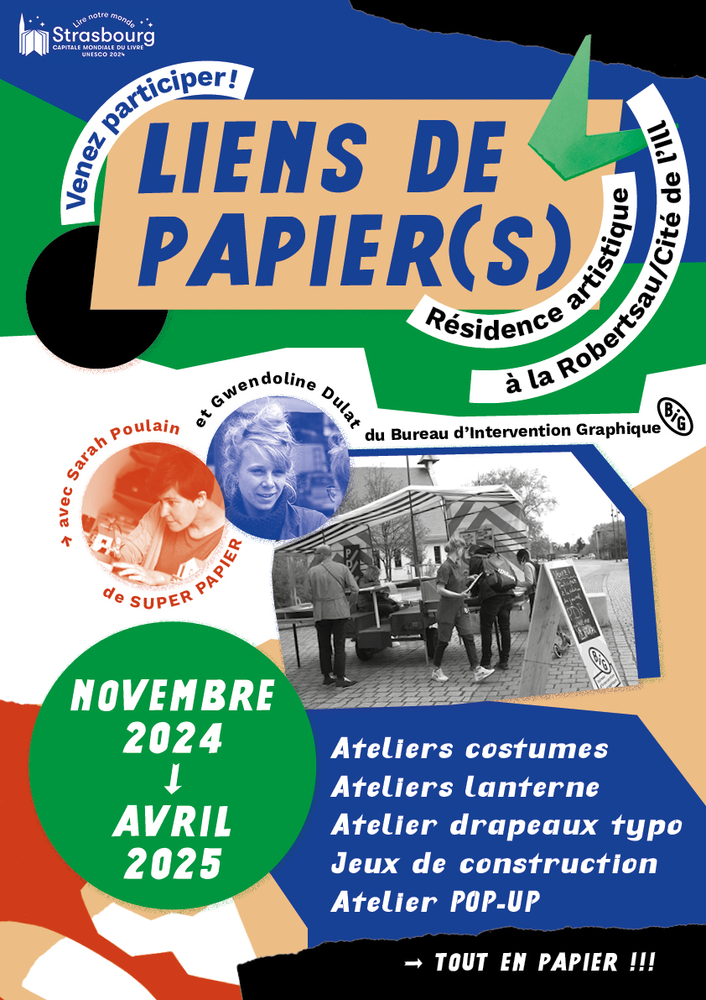 Lire notre monde
Strasbourg
CAPITALE MONDIALE DU LIVRE
UNESCO 2024
Venez participer !
LIENS DE
PAPIER(S)
Résidence artistique
à la Robertsau/Cité de l'Ill
→ avec Sarah Poulain
de SUPER PAPIER
et Gwendoline Dulat
du Bureau d'Intervention Graphique
BiG
BiG
NOVEMBRE
2024
↓
AVRIL
2025
Ateliers costumes
Ateliers lanterne
Atelier drapeaux typo
Jeux de construction
Atelier POP-UP
→ TOUT EN PAPIER !!!